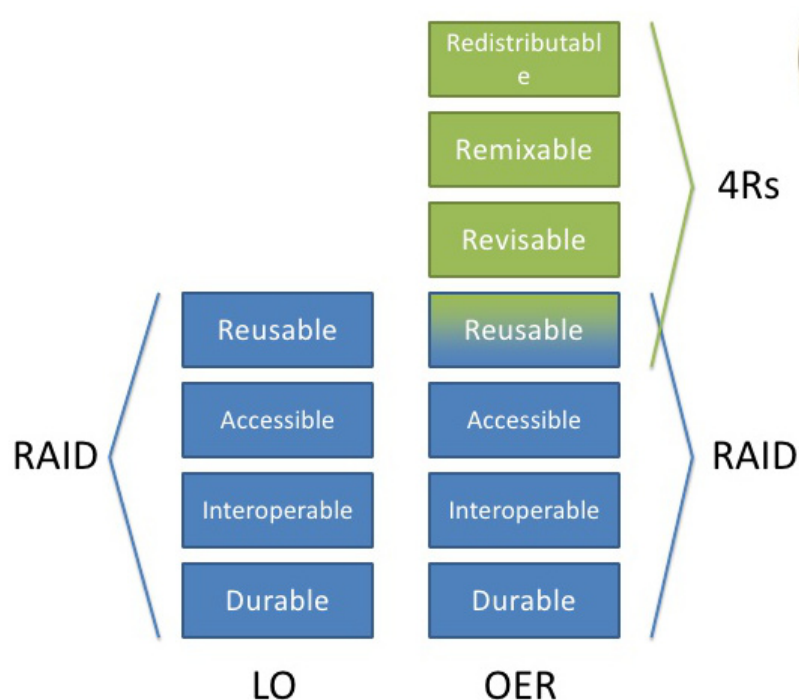 Redistributabl
e
Remixable
4Rs
Revisable
Reusable
Reusable
Accessible
Accessible
RAID
RAID
Interoperable
Interoperable
Durable
Durable
LO
OER